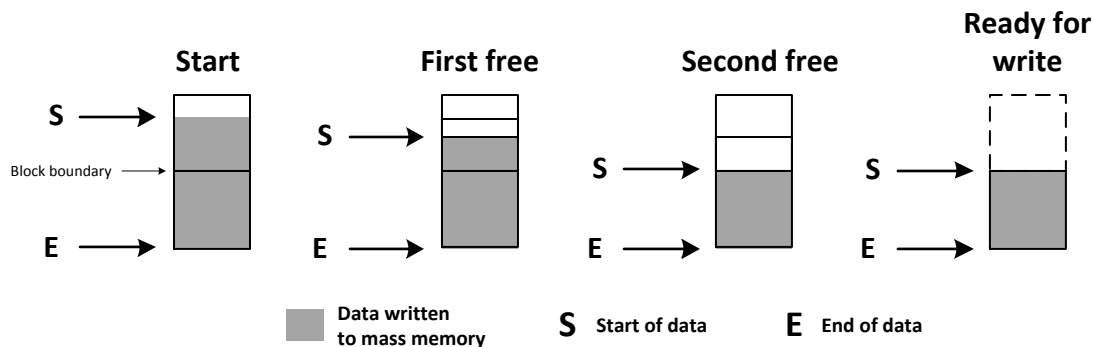 Start
First free
Second free
Ready for
write
S
S
Block boundary
S
S
E
E
E
E
Data written
to mass memory
S Start of data
E End of data